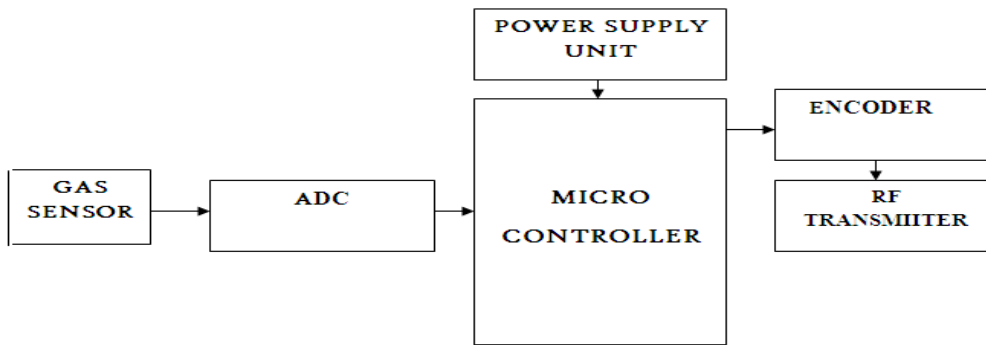 POWER SUPPLY
UNIT
ENCODER
GAS
SENSOR
ADC
MICRO
CONTROLLER
RF
TRANSMIITER